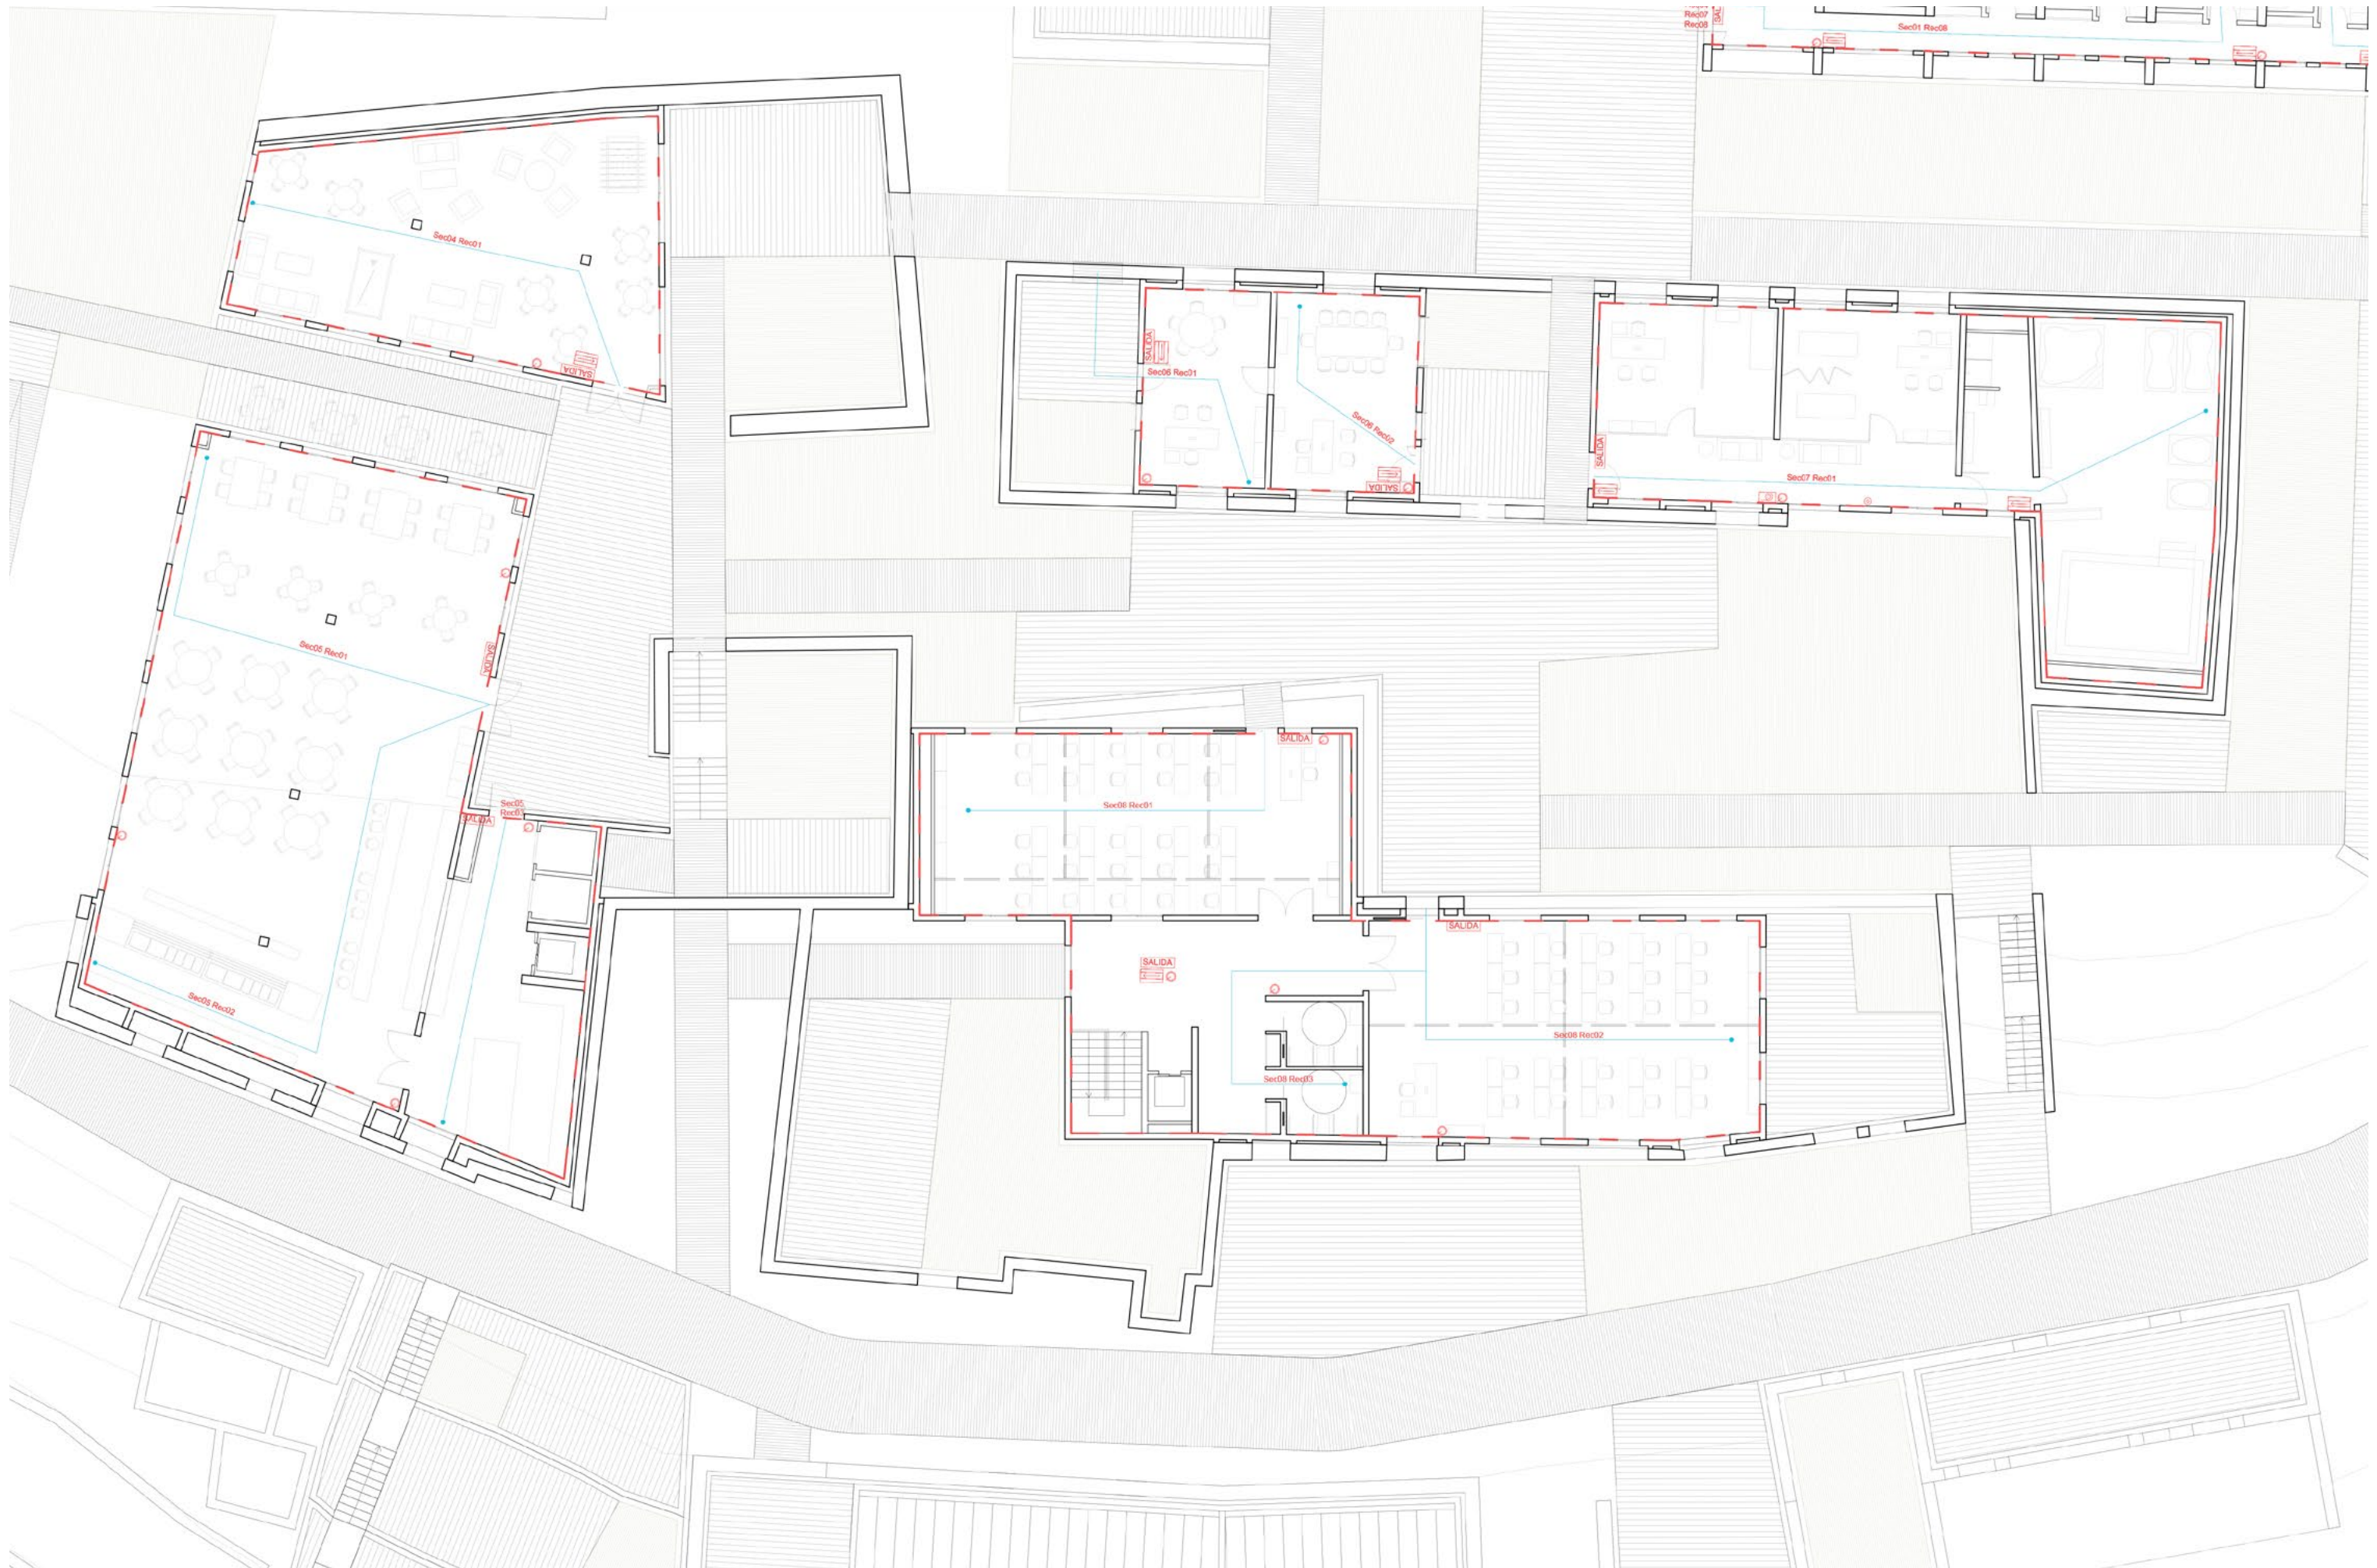 Rec07
Rec08
SAL
Sec01 Rec08
Sec04 Rec01
SALIDA
SALIDA
Sec06 Rec01
Sec06 Rec02
SALIDA
SALIDA
Sec07 Rec01
Sec05 Rec01
SALIDA
SALIDA
Sec05
Rec03
SALIDA
Sec08 Rec01
SALIDA
SALIDA
Sec05 Rec02
Sec08 Rec02
Sec08 Rec03